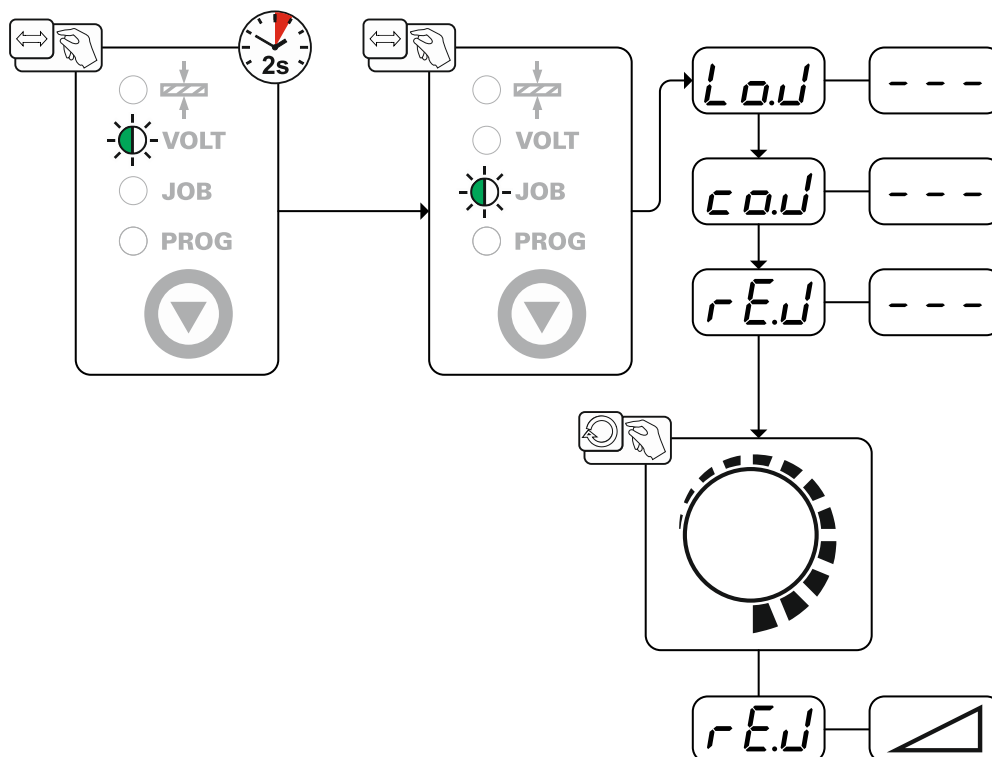 2s
VOLT
JOB
PROG
VOLT
JOB
PROG
Lo.J - - -
co.J - - -
rE.J - - -
rE.J